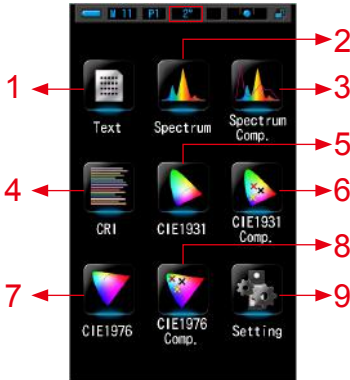 M 11 P1 2°
2
1 3
Text Spectrum Spectrum
Comp.
5
4 6
CRI CIE1931 CIE1931
Comp.
8
7 9
CIE1976 CIE1976 Setting
Comp.